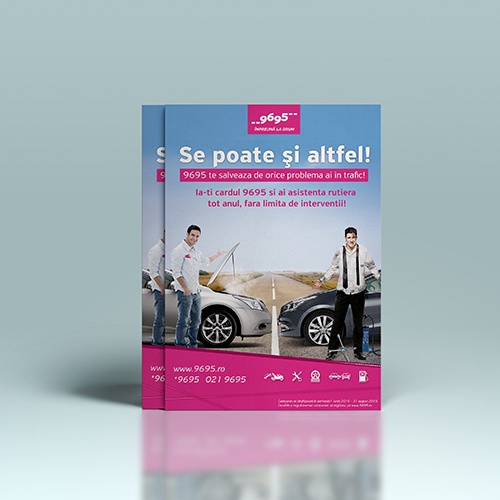 --9695--
ÎMPREUNĂ LA DRUM
Se poate şi altfel!
9695 te salveaza de orice problema ai in trafic!
Ia-ti cardul 9695 si ai asistenta rutiera
tot anul, fara limita de interventii!
www.9695.ro
*9695 021 9695